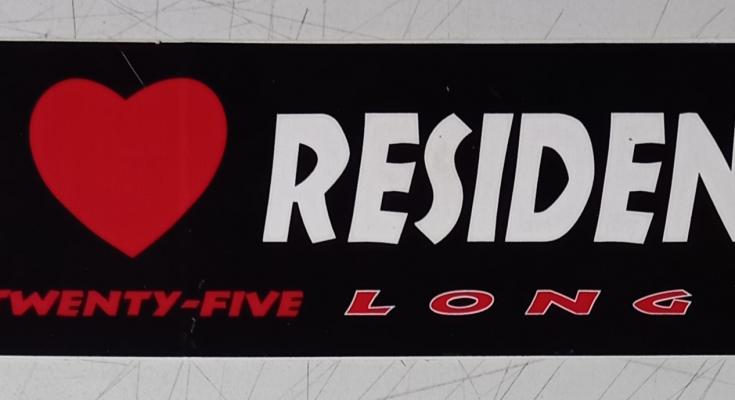 RESIDEN
TWENTY-FIVE LONG